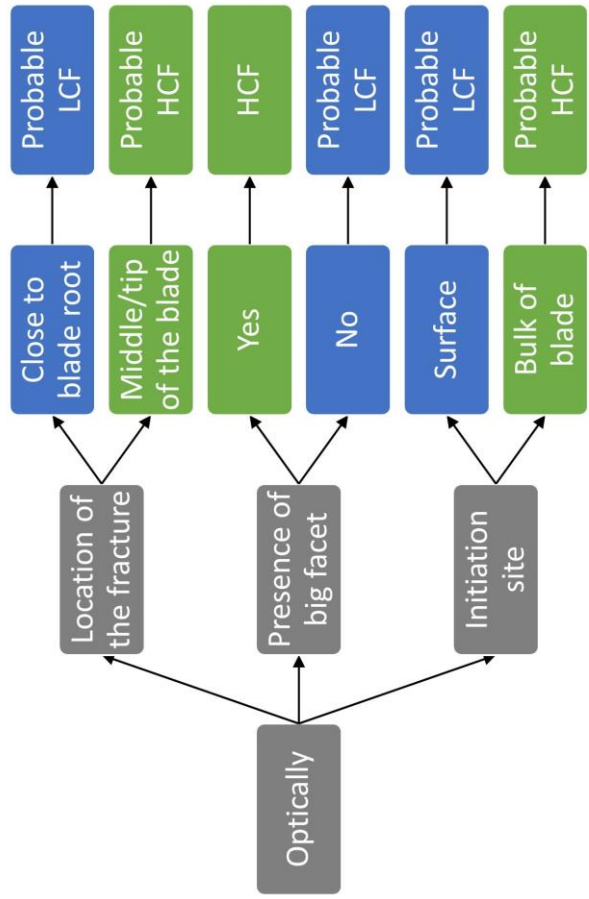 Optically
Initiation
site
Presence of
big facet
Location of
the fracture
Bulk of
blade
Surface
No
Yes
Middle/tip
of the blade
Close to
blade root
Probable
HCF
Probable
LCF
Probable
LCF
HCF
Probable
HCF
Probable
LCF